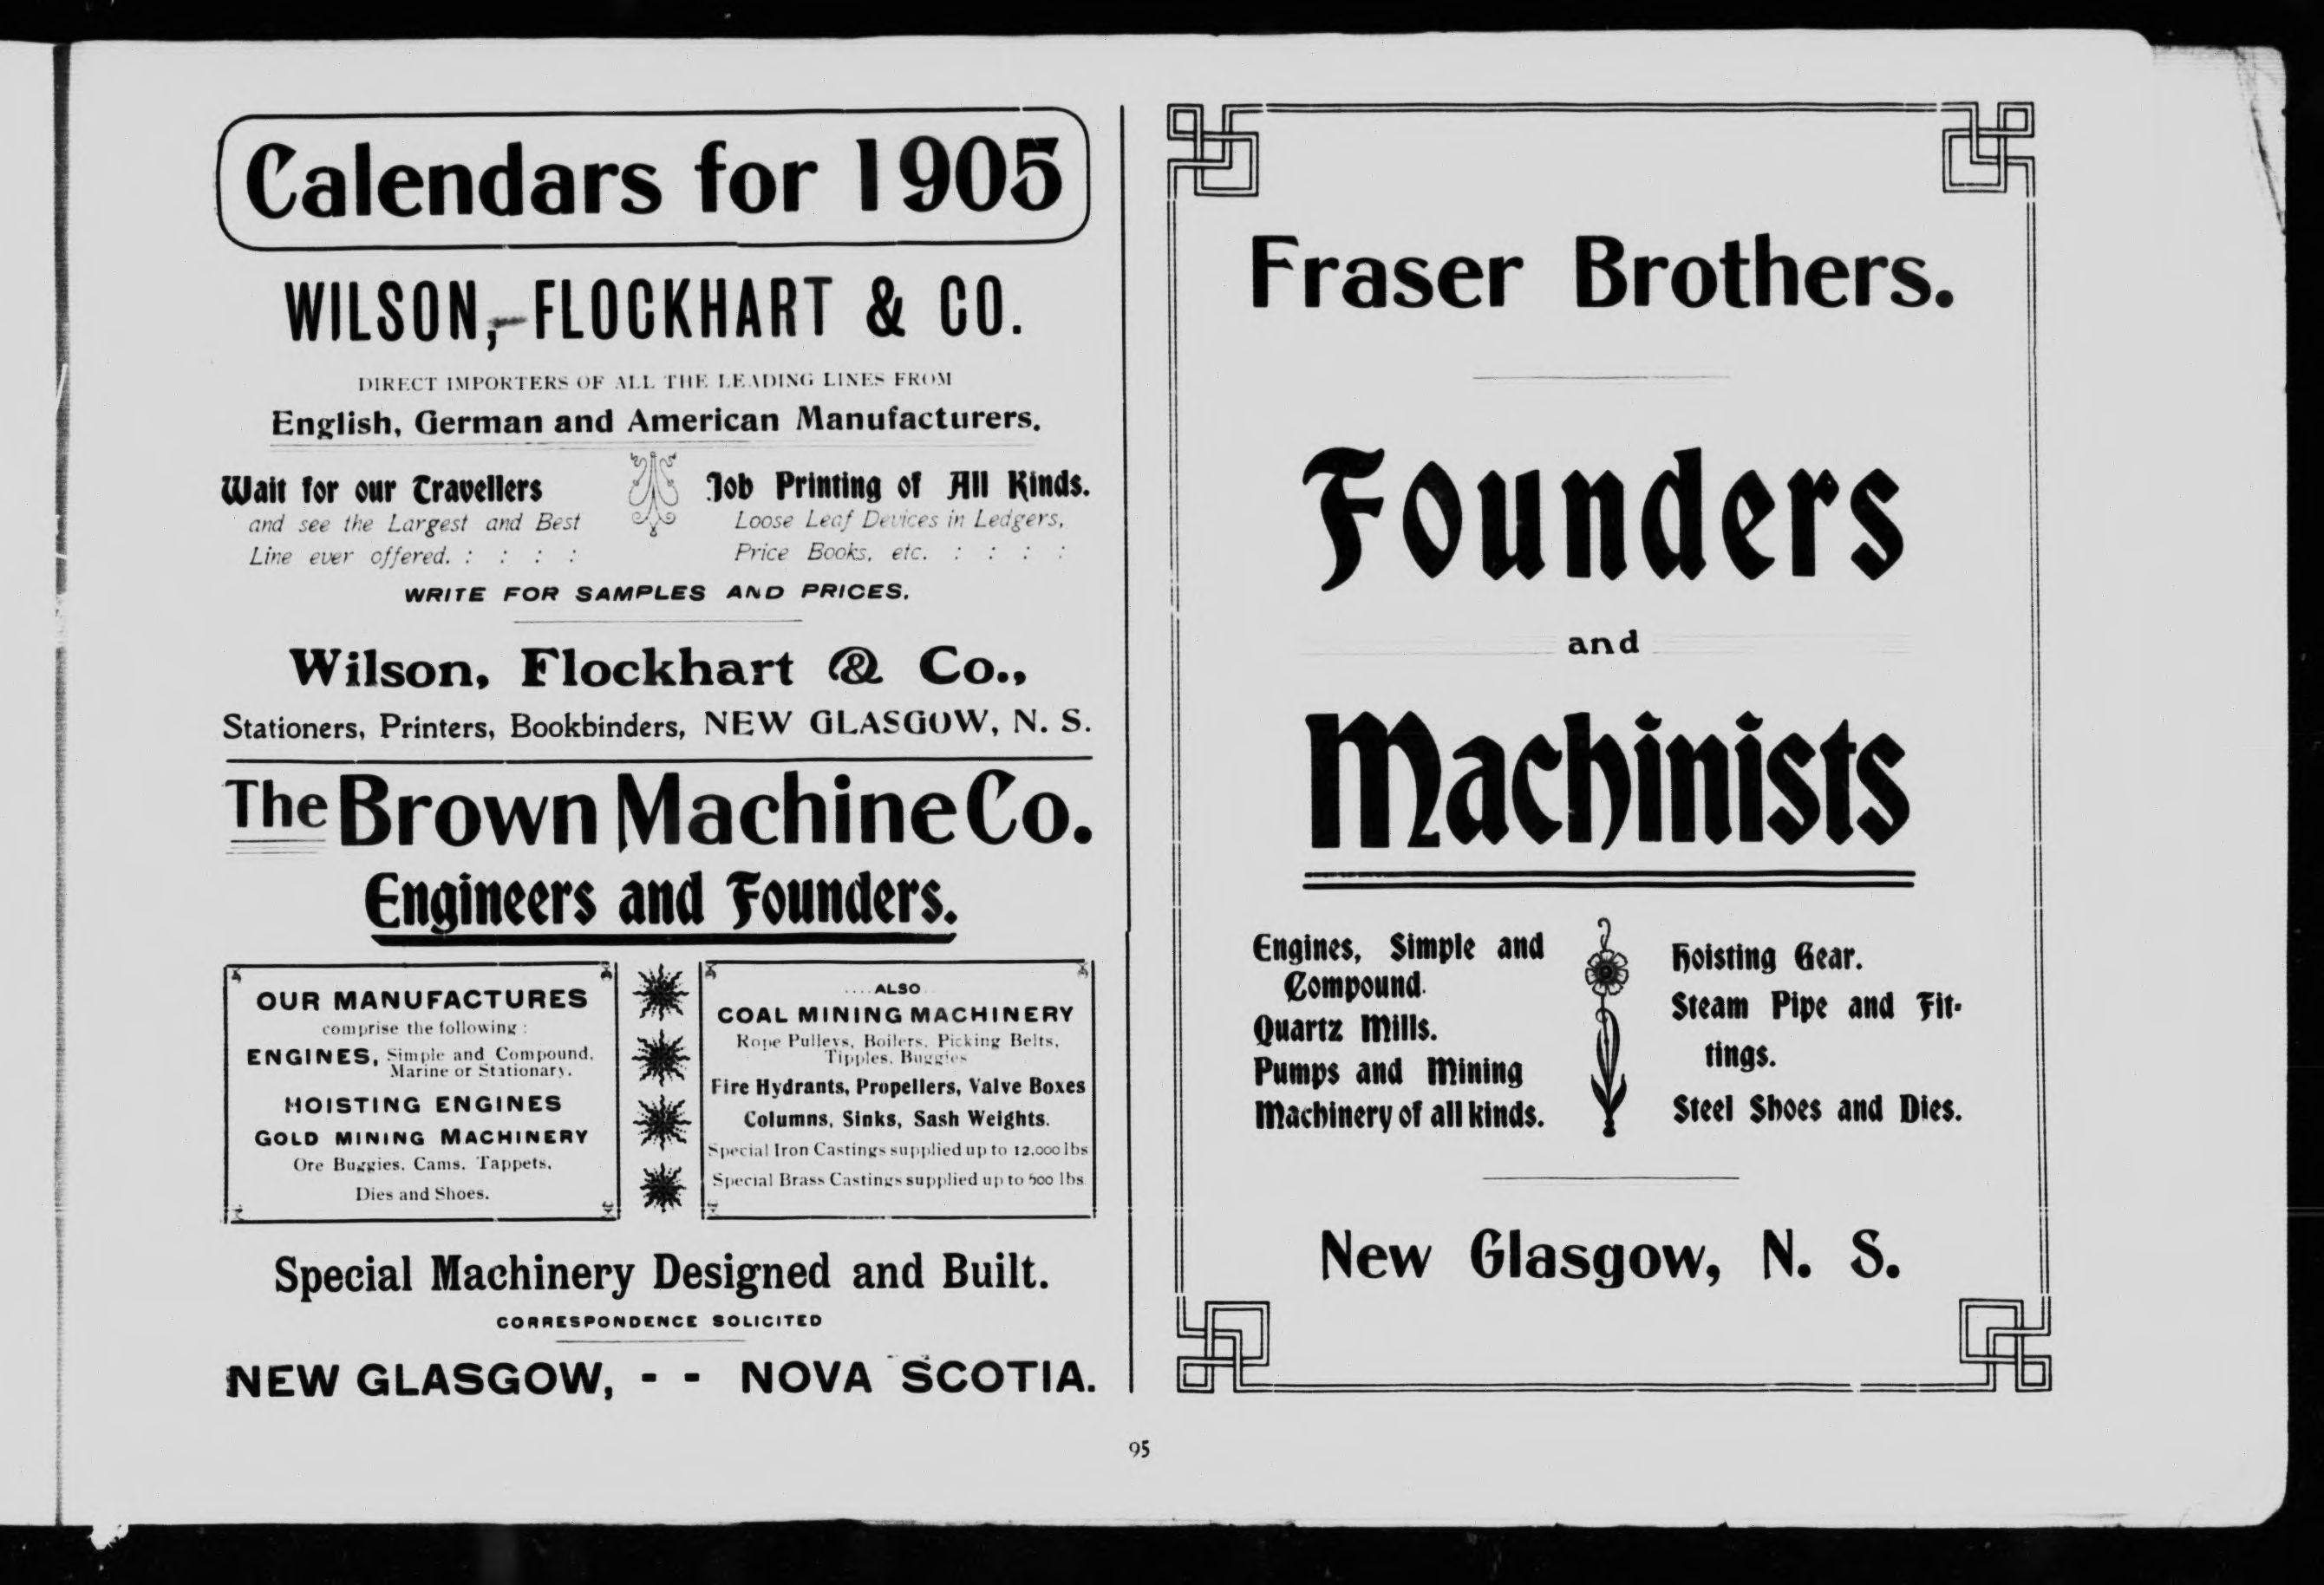 Calendars for 1905
WILSON, FLOCKHART & CO.
DIRECT IMPORTERS OF ALL THE LEADING LINES FROM
English, German and American Manufacturers.
Wait for our Travellers
and see the Largest and Best
Line ever offered. : : : :
Job Printing of All Kinds.
Loose Leaf Devices in Ledgers,
Price Books, etc. : : : :
WRITE FOR SAMPLES AND PRICES.
Wilson, Flockhart & Co.,
Stationers, Printers, Bookbinders, NEW GLASGOW, N. S.
The Brown Machine Co.
Engineers and Founders.
OUR MANUFACTURES
comprise the following:
ENGINES, Simple and Compound.
Marine or Stationary.
HOISTING ENGINES
GOLD MINING MACHINERY
Ore Buggies, Cams, Tappets,
Dies and Shoes.
....ALSO
COAL MINING MACHINERY
Rope Pulleys, Boilers, Picking Belts,
Tipples, Buggies
Fire Hydrants, Propellers, Valve Boxes
Columns, Sinks, Sash Weights.
Special Iron Castings supplied up to 12,000 lbs
Special Brass Castings supplied up to 500 lbs
Special Machinery Designed and Built.
CORRESPONDENCE SOLICITED
NEW GLASGOW, - - NOVA SCOTIA.
Fraser Brothers.
Founders
and
Machinists
Engines, Simple and
Compound.
Quartz Mills.
Pumps and Mining
Machinery of all kinds.
Hoisting Gear.
Steam Pipe and Fit-
tings.
Steel Shoes and Dies.
New Glasgow, N. S.
95